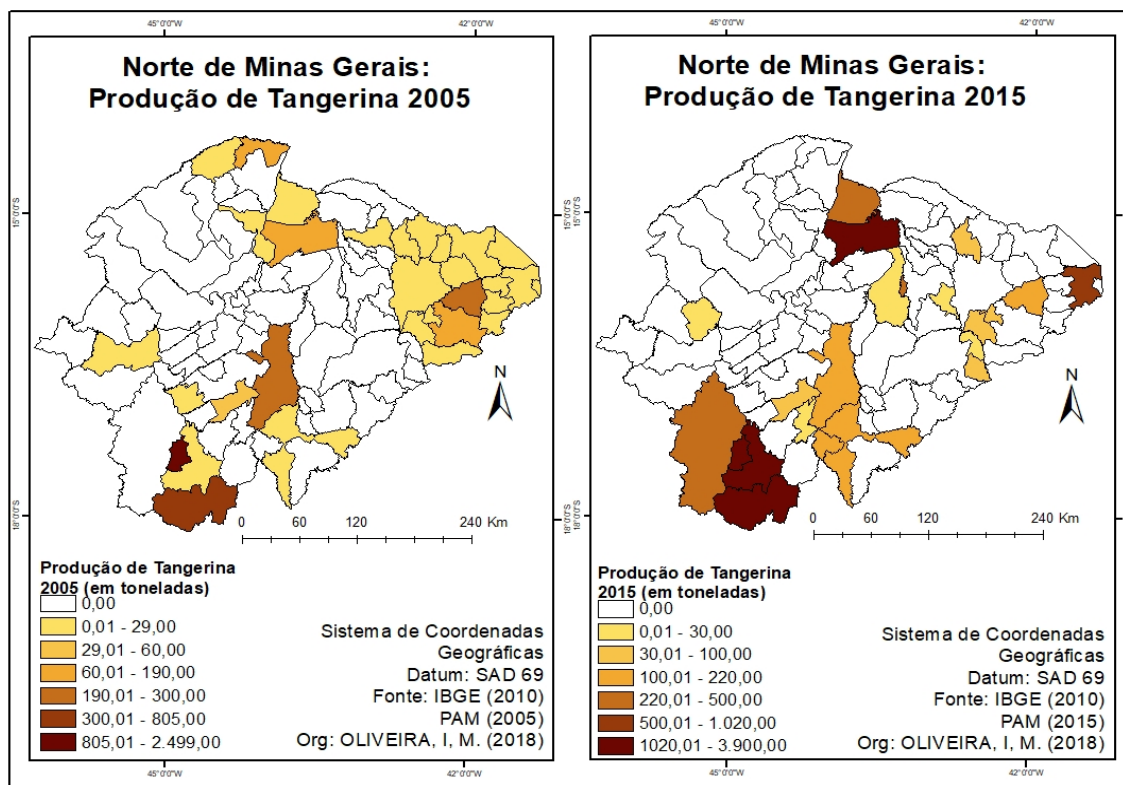 45°0'0"W
42°0'0"W
Norte de Minas Gerais:
Produção de Tangerina 2005
15°0'0"S
18°0'0"S
N
0 60 120 240 Km
Produção de Tangerina
2005 (em toneladas)
0,00
0,01 - 29,00
29,01 - 60,00
60,01 - 190,00
190,01 - 300,00
300,01 - 805,00
805,01 - 2.499,00
Sistema de Coordenadas
Geográficas
Datum: SAD 69
Fonte: IBGE (2010)
PAM (2005)
Org: OLIVEIRA, I, M. (2018)
45°0'0"W
42°0'0"W
45°0'0"W
42°0'0"W
Norte de Minas Gerais:
Produção de Tangerina 2015
15°0'0"S
15°0'0"S
18°0'0"S
18°0'0"S
N
0 60 120 240 Km
Produção de Tangerina
2015 (em toneladas)
0,00
0,01 - 30,00
30,01 - 100,00
100,01 - 220,00
220,01 - 500,00
500,01 - 1.020,00
1020,01 - 3.900,00
Sistema de Coordenadas
Geográficas
Datum: SAD 69
Fonte: IBGE (2010)
PAM (2015)
Org: OLIVEIRA, I, M. (2018)
45°0'0"W
42°0'0"W